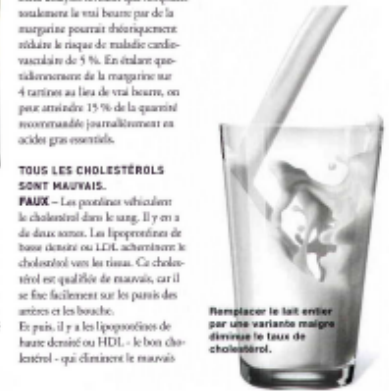 totalement le vrai beurre par de la
margarine pourrait théoriquement
réduire le risque de maladie cardio-
vasculaire de 5 %. En étalant quo-
tidiennement de la margarine sur
4 tartines au lieu de vrai beurre, on
peut atteindre 15 % de la quantité
recommandée journalièrement en
acides gras essentiels.
TOUS LES CHOLESTÉROLS
SONT MAUVAIS.
FAUX – Les protéines véhiculent
le cholestérol dans le sang. Il y en a
de deux sortes. Les lipoprotéines de
basse densité ou LDL acheminent le
cholestérol vers les tissus. Ce choles-
térol est qualifiée de mauvais, car il
se fixe facilement sur les parois des
artères et les bouche.
Et puis, il y a les lipoprotéines de
haute densité ou HDL - le bon cho-
lestérol - qui éliminent le mauvais
Remplacer le lait entier
par une variante maigre
diminue le taux de
cholestérol.